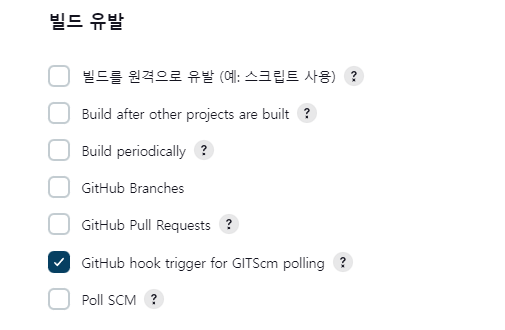 빌드 유발
빌드를 원격으로 유발 (예: 스크립트 사용) ?
Build after other projects are built ?
Build periodically ?
GitHub Branches
GitHub Pull Requests ?
GitHub hook trigger for GITScm polling ?
Poll SCM ?